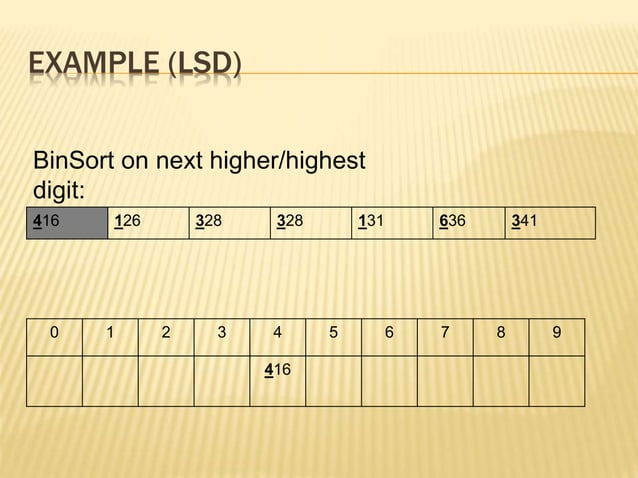 EXAMPLE (LSD)
BinSort on next higher/highest
digit:
416 126 328 328 131 636 341
0 1 2 3 4 5 6 7 8 9
416